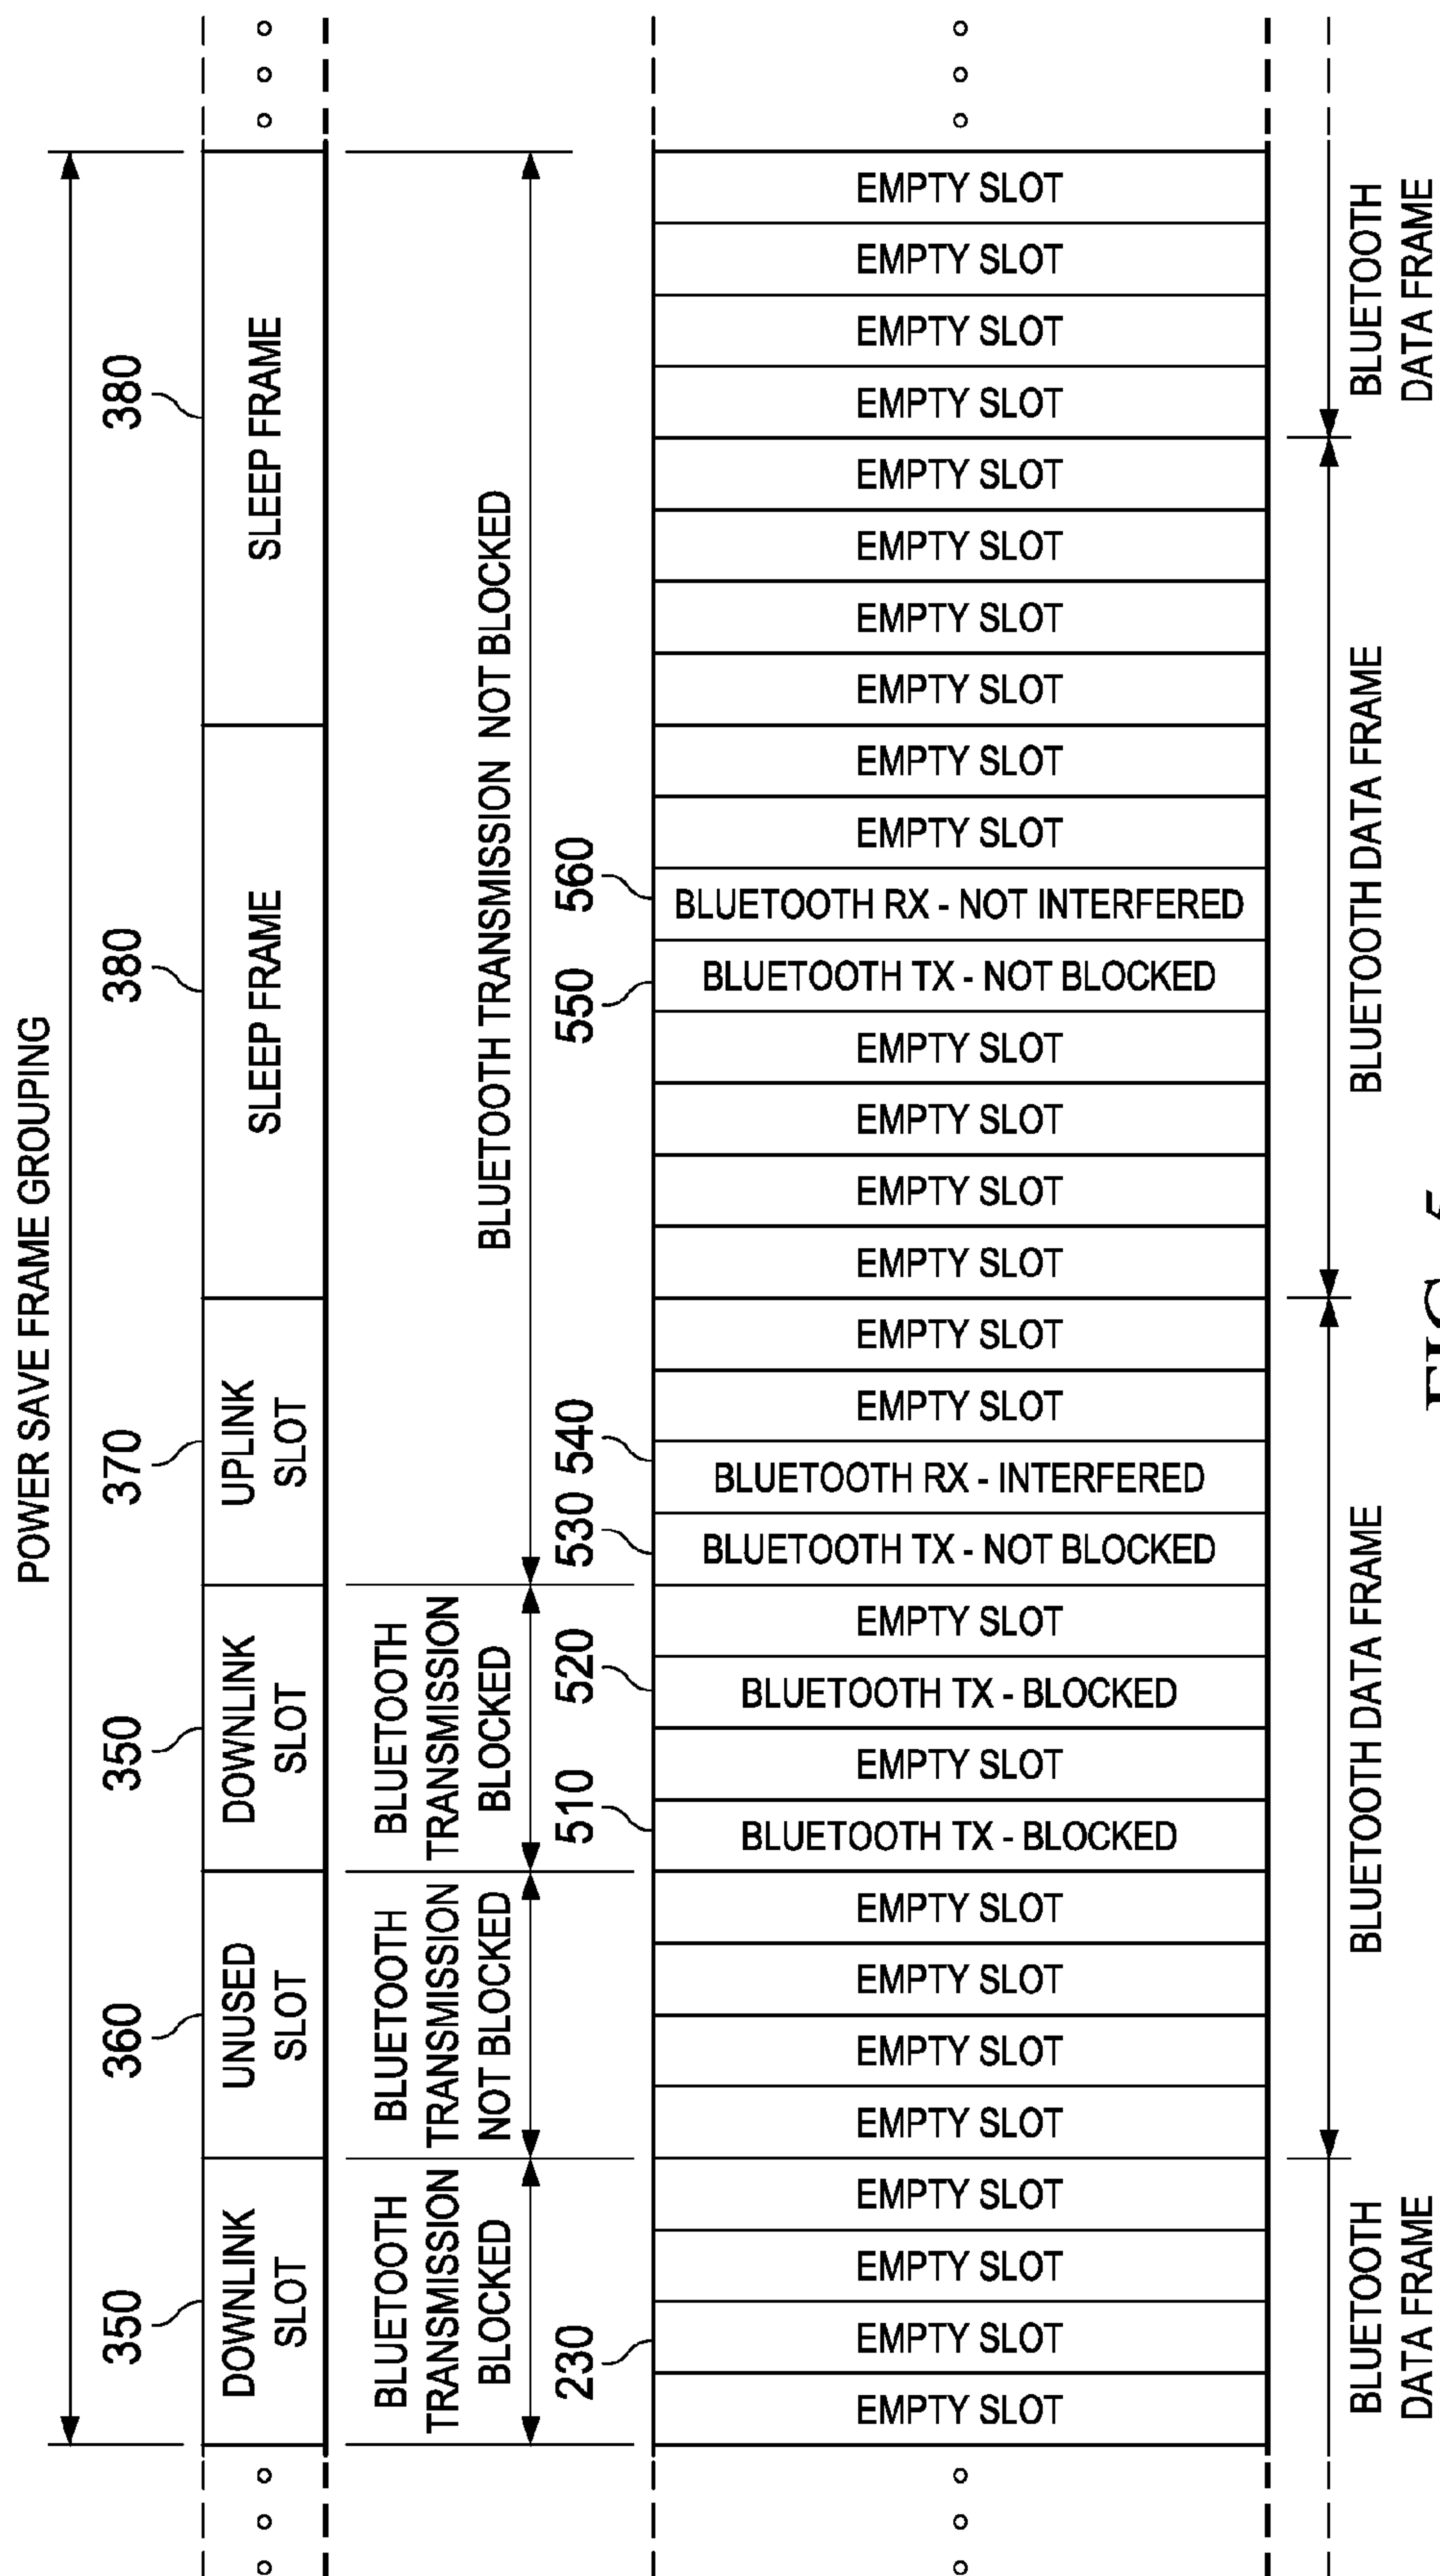 POWER SAVE FRAME GROUPING
350
360
350
370
380
380
DOWNLINK
SLOT
UNUSED
SLOT
DOWNLINK
SLOT
UPLINK
SLOT
SLEEP FRAME
SLEEP FRAME
BLUETOOTH
TRANSMISSION
BLOCKED
BLUETOOTH
TRANSMISSION
NOT BLOCKED
BLUETOOTH
TRANSMISSION
BLOCKED
BLUETOOTH TRANSMISSION NOT BLOCKED
230
510
520
530
540
550
560
EMPTY SLOT
EMPTY SLOT
EMPTY SLOT
EMPTY SLOT
EMPTY SLOT
EMPTY SLOT
EMPTY SLOT
EMPTY SLOT
BLUETOOTH TX - BLOCKED
EMPTY SLOT
BLUETOOTH TX - BLOCKED
EMPTY SLOT
BLUETOOTH TX - NOT BLOCKED
BLUETOOTH RX - INTERFERED
EMPTY SLOT
EMPTY SLOT
EMPTY SLOT
EMPTY SLOT
EMPTY SLOT
EMPTY SLOT
BLUETOOTH TX - NOT BLOCKED
BLUETOOTH RX - NOT INTERFERED
EMPTY SLOT
EMPTY SLOT
EMPTY SLOT
EMPTY SLOT
EMPTY SLOT
EMPTY SLOT
EMPTY SLOT
EMPTY SLOT
EMPTY SLOT
EMPTY SLOT
BLUETOOTH
DATA FRAME
BLUETOOTH DATA FRAME
BLUETOOTH DATA FRAME
BLUETOOTH
DATA FRAME